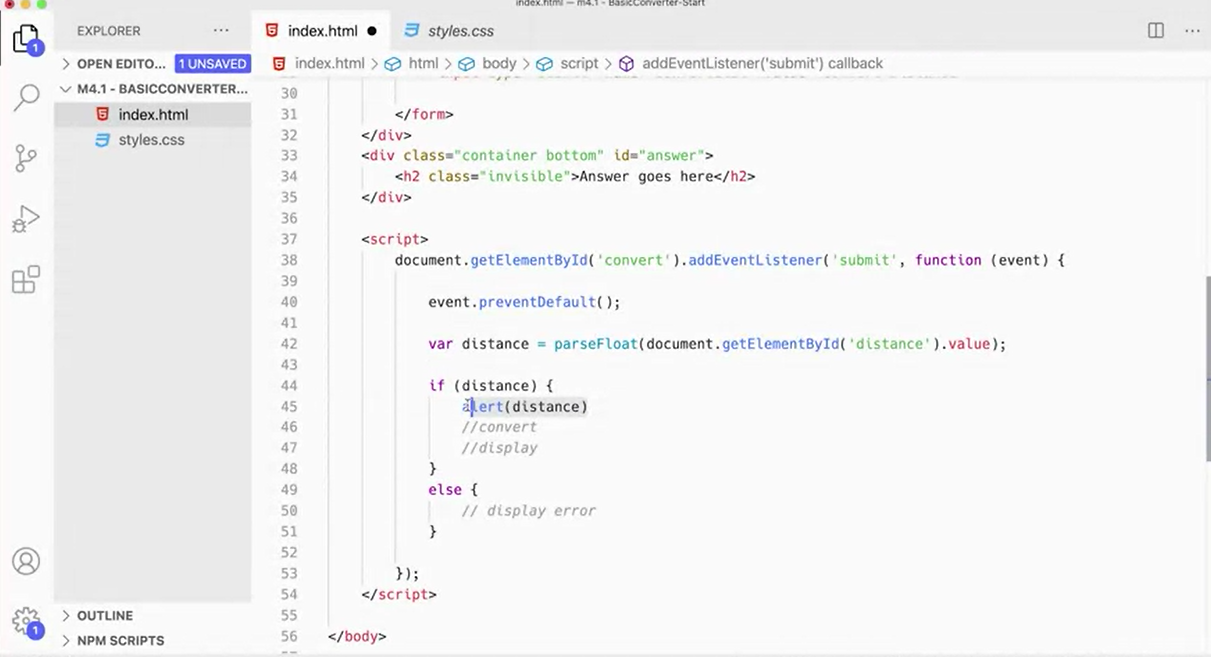 index.html — m4.1 - BasicConverter-Start
EXPLORER
index.html
styles.css
1
OPEN EDITO... 1 UNSAVED
index.html > html > body > script > addEventListener('submit') callback
M4.1 - BASICCONVERTER...
index.html
styles.css
30
31 </form>
32 </div>
33 <div class="container bottom" id="answer">
34 <h2 class="invisible">Answer goes here</h2>
35 </div>
36
37 <script>
38 document.getElementById('convert').addEventListener('submit', function (event) {
39
40 event.preventDefault();
41
42 var distance = parseFloat(document.getElementById('distance').value);
43
44 if (distance) {
45 alert(distance)
46 //convert
47 //display
48 }
49 else {
50 // display error
51 }
52
53 });
54 </script>
55
56 </body>
OUTLINE
1
NPM SCRIPTS